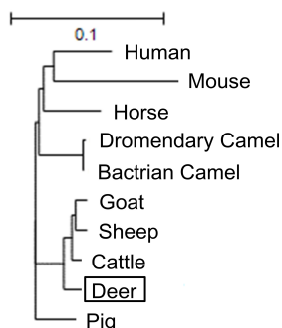 0.1
Human
Mouse
Horse
Dromendary Camel
Bactrian Camel
Goat
Sheep
Cattle
Deer
Pig